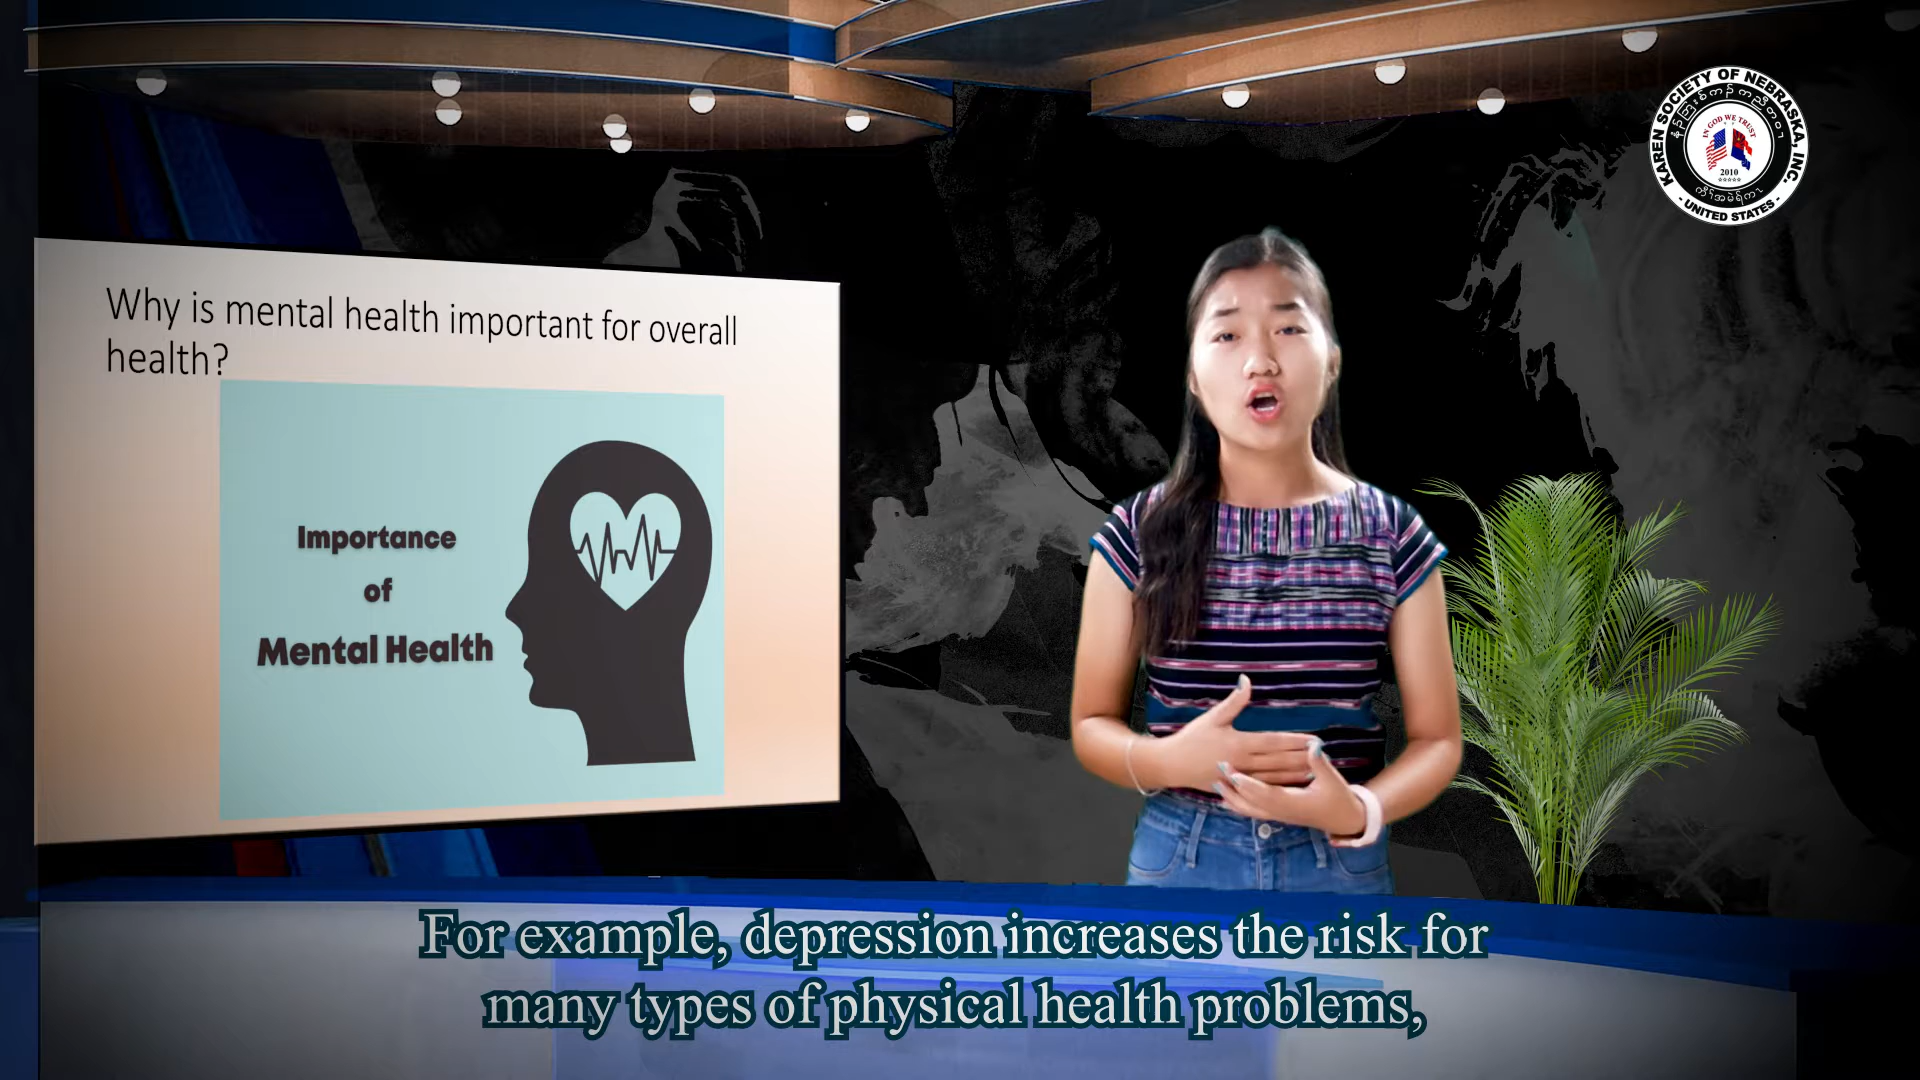 Why is mental health important for overall
health?
Importance
of
Mental Health
KAREN SOCIETY OF NEBRASKA, INC.
IN GOD WE TRUST
2010
- UNITED STATES -
For example, depression increases the risk for
many types of physical health problems,